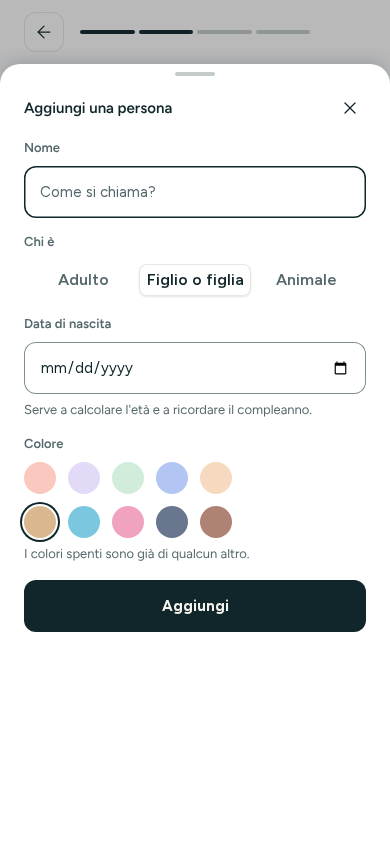 Aggiungi una persona
Nome
Come si chiama?
Chi è
Adulto Figlio o figlia Animale
Data di nascita
mm/dd/yyyy
Serve a calcolare l'età e a ricordare il compleanno.
Colore
I colori spenti sono già di qualcun altro.
Aggiungi